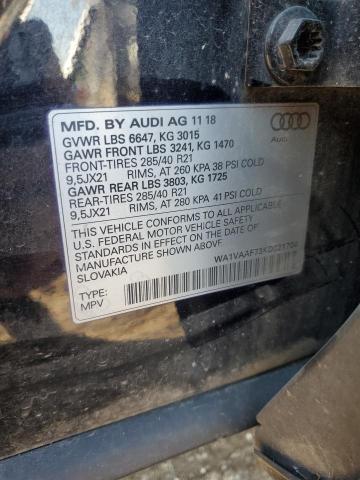 MFD. BY AUDI AG 11 18
GVWR LBS 6647, KG 3015
GAWR FRONT LBS 3241, KG 1470
FRONT-TIRES 285/40 R21
9,5JX21 RIMS, AT 260 KPA 38 PSI COLD
GAWR REAR LBS 3803, KG 1725
REAR-TIRES 285/40 R21
9,5JX21 RIMS, AT 280 KPA 41 PSI COLD
THIS VEHICLE CONFORMS TO ALL APPLICABLE
U.S. FEDERAL MOTOR VEHICLE SAFETY
STANDARDS IN EFFECT ON THE DATE OF
MANUFACTURE SHOWN ABOVE.
SLOVAKIA
TYPE:
MPV
Audi